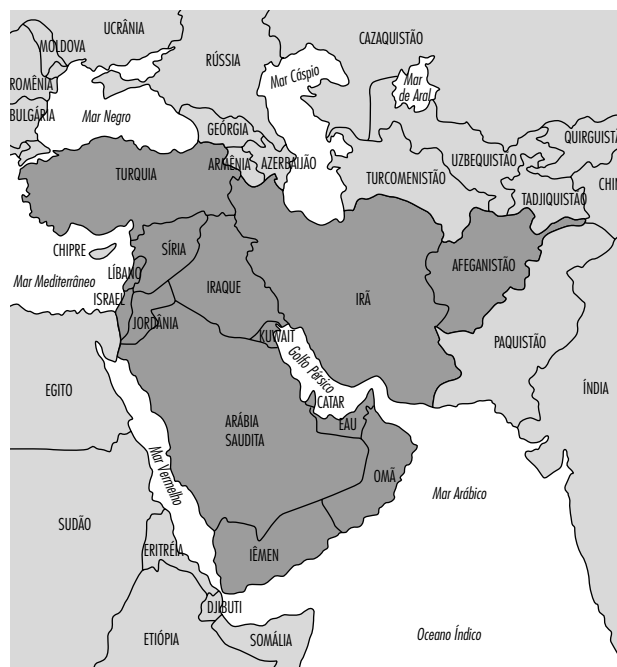 UCRÂNIA
MOLDOVA
RÚSSIA
CAZAQUISTÃO
ROMÊNIA
Mar Cáspio
Mar
de Aral
BULGÁRIA
Mar Negro
GEÓRGIA
QUIRGUISTÃ
ARMÊNIA
AZERBAIJÃO
UZBEQUISTÃO
TURQUIA
TURCOMENISTÃO
TADJIQUISTÃO
CHIN
CHIPRE
SÍRIA
AFEGANISTÃO
LÍBANO
Mar Mediterrâneo
ISRAEL
IRAQUE
IRÃ
JORDÂNIA
KUWAIT
PAQUISTÃO
Golfo Pérsico
EGITO
CATAR
ÍNDIA
ARÁBIA
SAUDITA
EAU
Mar Vermelho
OMÃ
Mar Arábico
SUDÃO
ERITRÉIA
IÊMEN
DJIBUTI
ETIÓPIA
SOMÁLIA
Oceano Índico